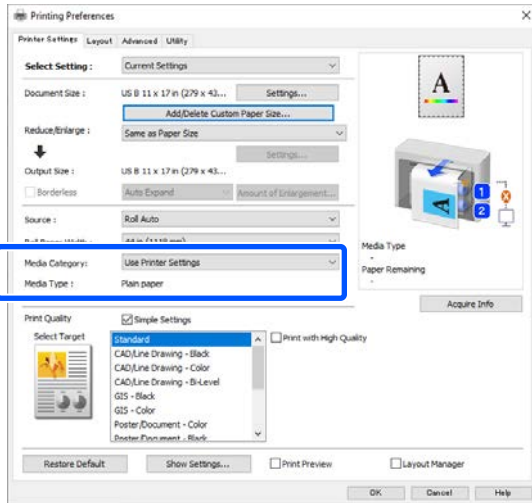 Printing Preferences
Printer Settings Layout Advanced Utility
Select Setting : Current Settings
Document Size : US B 11 x 17 in (279 x 43... Settings...
Add/Delete Custom Paper Size...
Reduce/Enlarge : Same as Paper Size
Settings...
Output Size : US B 11 x 17 in (279 x 43...
Borderless Auto Expand Amount of Enlargement...
Source : Roll Auto
Media Category: Use Printer Settings
Media Type : Plain paper
Print Quality Simple Settings
Select Target
Standard
CAD/Line Drawing - Black
CAD/Line Drawing - Color
CAD/Line Drawing - Bi-Level
GIS - Black
GIS - Color
Poster/Document - Color
Poster/Document - Black
Print with High Quality
A
A
1
2
Media Type
-
Paper Remaining
-
Acquire Info
Restore Default Show Settings... Print Preview Layout Manager
OK Cancel Help